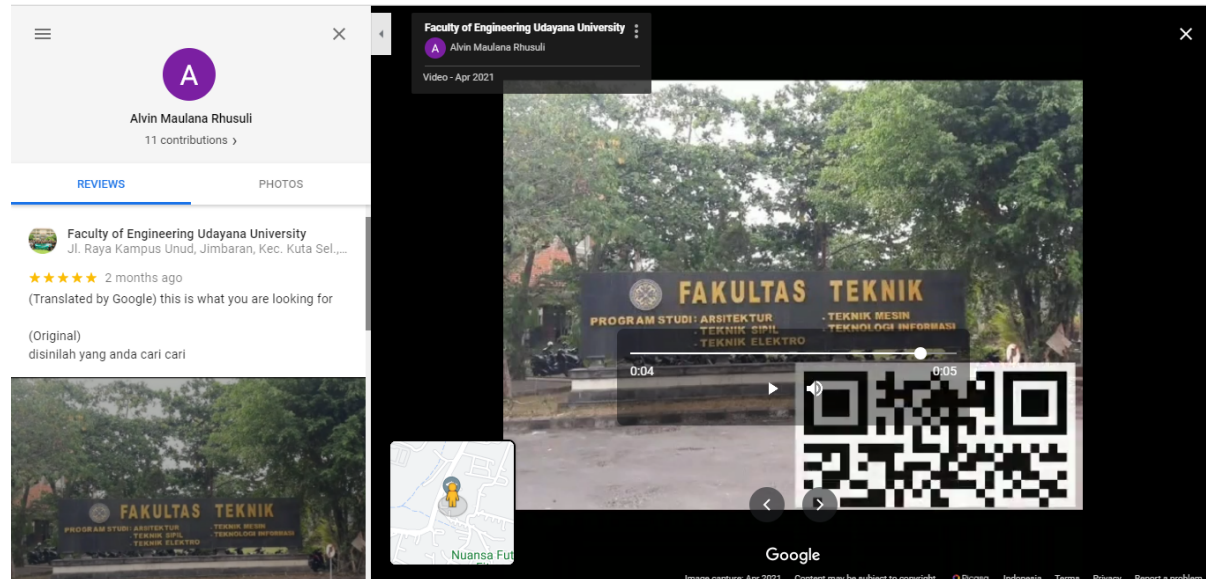 A
Alvin Maulana Rhusuli
11 contributions ›
REVIEWS
PHOTOS
Faculty of Engineering Udayana University
Jl. Raya Kampus Unud, Jimbaran, Kec. Kuta Sel.,...
★★★★★ 2 months ago
(Translated by Google) this is what you are looking for
(Original)
disinilah yang anda cari cari
FAKULTAS TEKNIK
PROGRAM STUDI: ARSITEKTUR - TEKNIK MESIN
- TEKNIK SIPIL - TEKNOLOGI INFORMASI
- TEKNIK ELEKTRO
Faculty of Engineering Udayana University
A Alvin Maulana Rhusuli
Video - Apr 2021
FAKULTAS TEKNIK
PROGRAM STUDI: ARSITEKTUR - TEKNIK MESIN
- TEKNIK SIPIL - TEKNOLOGI INFORMASI
- TEKNIK ELEKTRO
0:04 0:05
Nuansa Fut
Google
Image capture: Apr 2021 Content may be subject to copyright. Picasa Indonesia Terms Privacy Report a problem